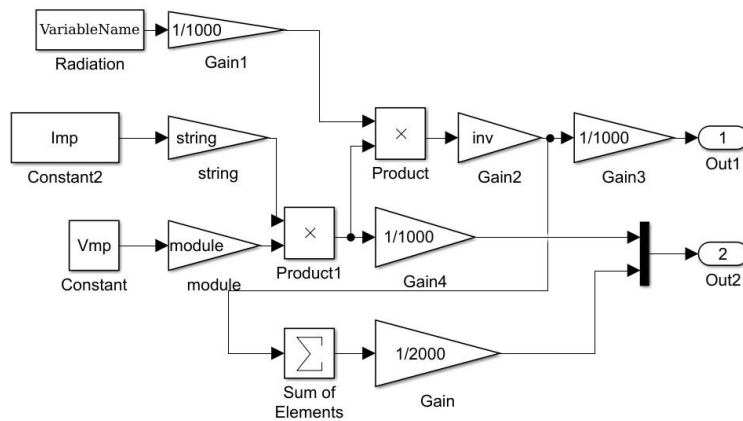 VariableName
1/1000
Radiation
Gain1
Imp
string
×
inv
1/1000
1
Constant2
string
Product
Gain2
Gain3
Out1
Vmp
module
×
1/1000
2
Constant
module
Product1
Gain4
Out2
∑
1/2000
Sum of
Elements
Gain